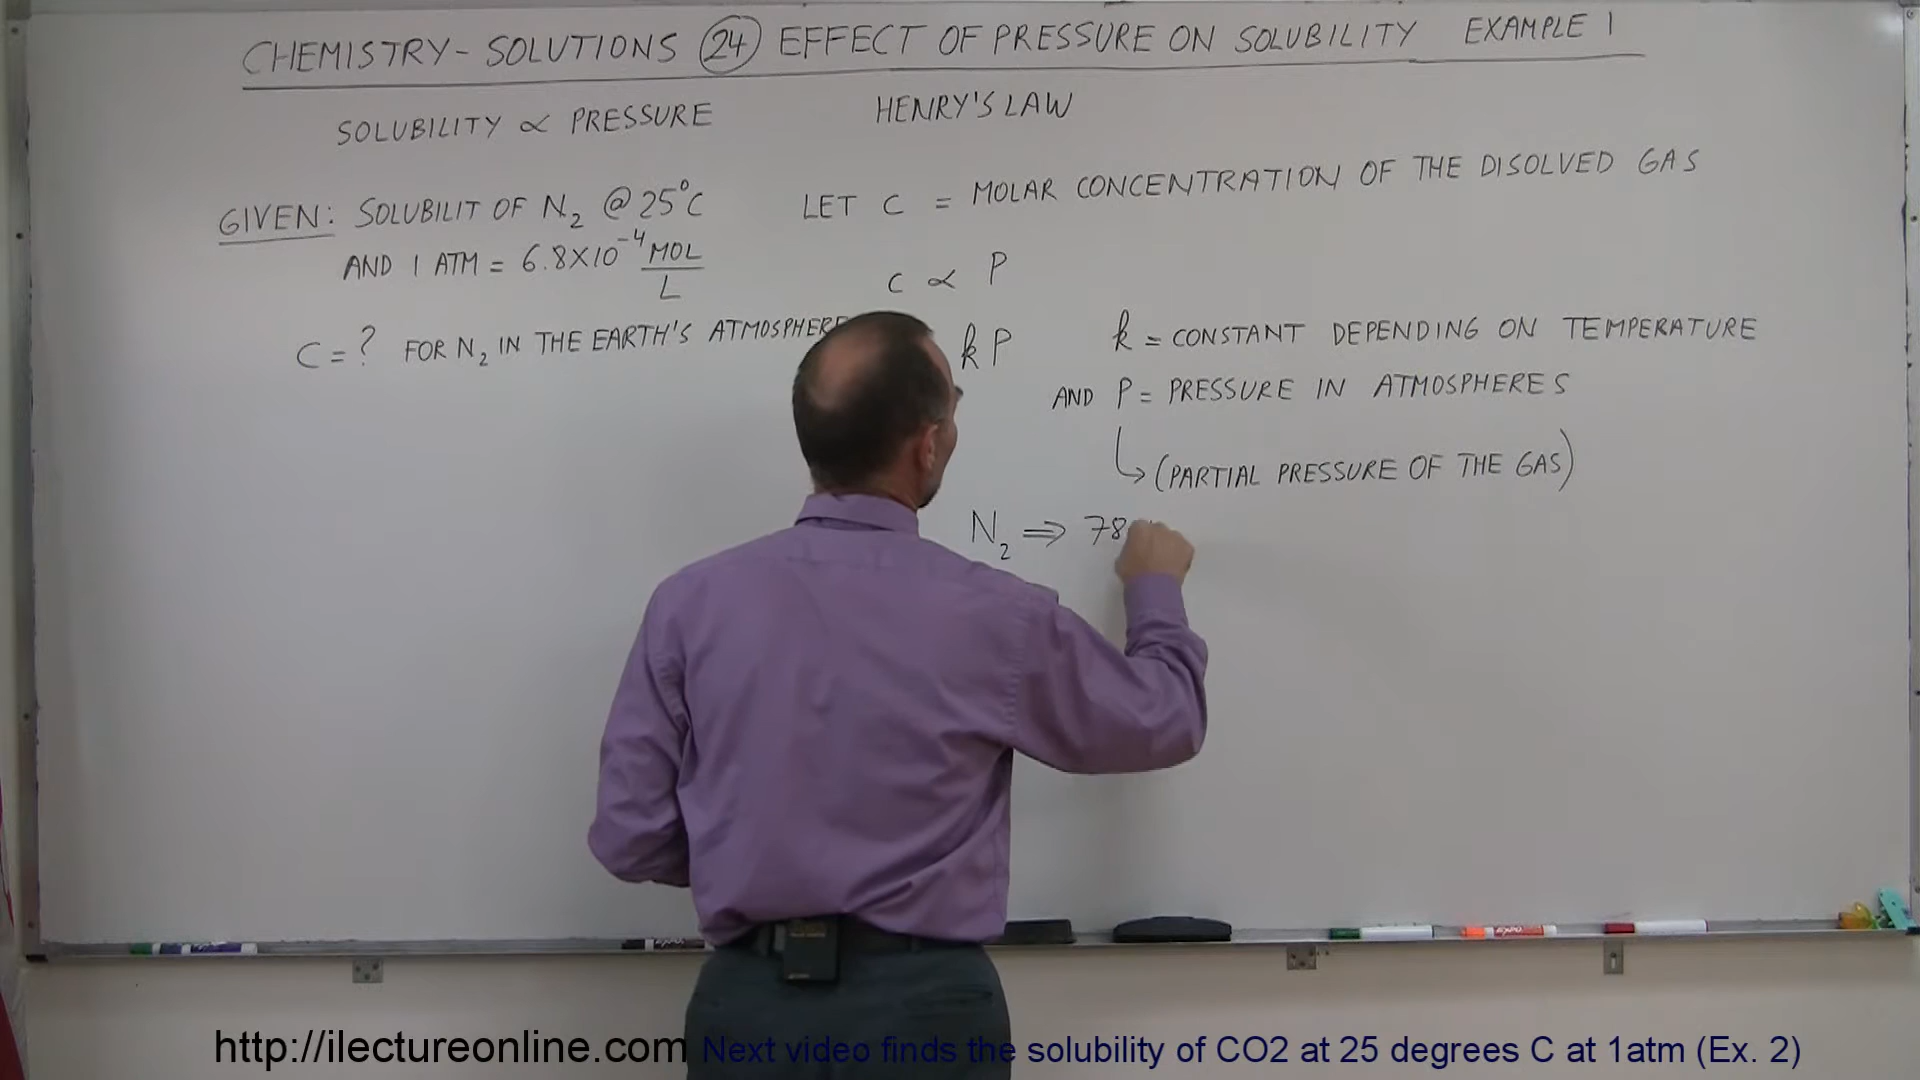 CHEMISTRY - SOLUTIONS 24 EFFECT OF PRESSURE ON SOLUBILITY EXAMPLE 1
SOLUBILITY ∝ PRESSURE
HENRY'S LAW
GIVEN: SOLUBILIT OF N₂ @ 25°C
AND 1 ATM = 6.8×10⁻⁴ MOL/L
C = ? FOR N₂ IN THE EARTH'S ATMOSPHERE
LET C = MOLAR CONCENTRATION OF THE DISOLVED GAS
C ∝ P
k P
k = CONSTANT DEPENDING ON TEMPERATURE
AND P = PRESSURE IN ATMOSPHERES
↳ (PARTIAL PRESSURE OF THE GAS)
N₂ ⇒ 78
http://ilectureonline.com Next video finds the solubility of CO2 at 25 degrees C at 1atm (Ex. 2)